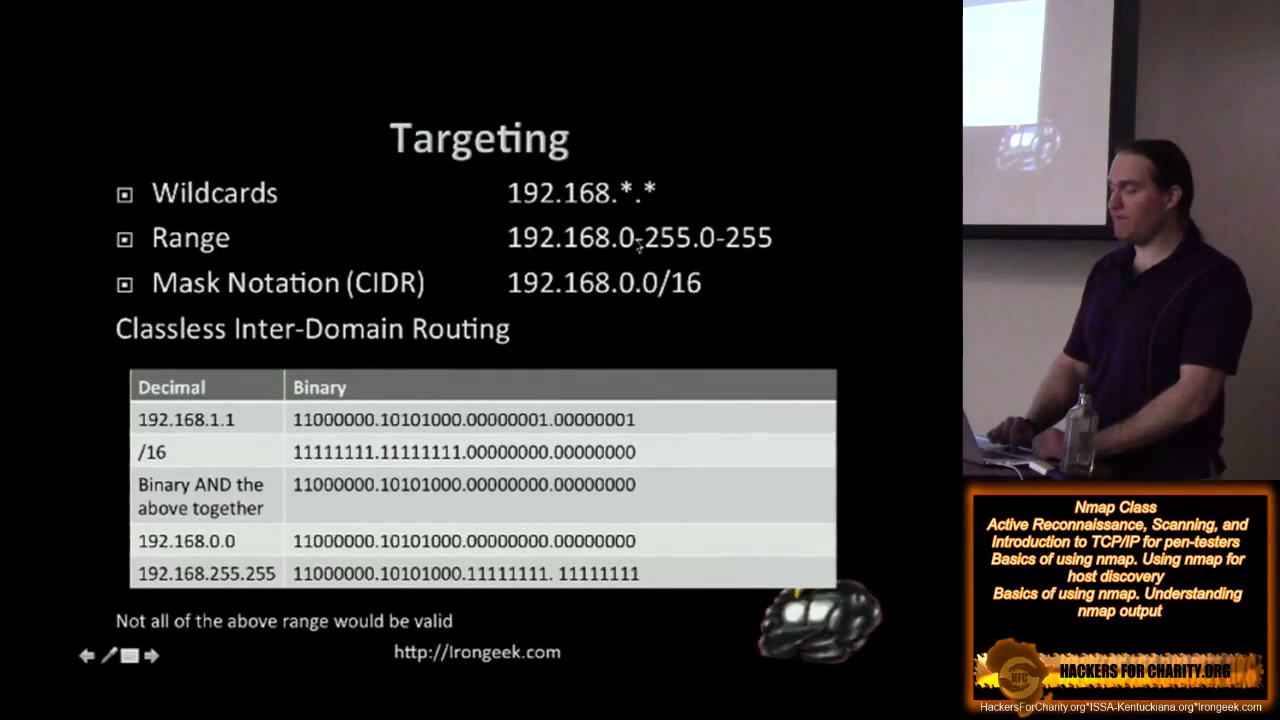 Targeting
Wildcards 192.168.*.*
Range 192.168.0-255.0-255
Mask Notation (CIDR) 192.168.0.0/16
Classless Inter-Domain Routing
Decimal Binary
192.168.1.1 11000000.10101000.00000001.00000001
/16 11111111.11111111.00000000.00000000
Binary AND the 11000000.10101000.00000000.00000000
above together
192.168.0.0 11000000.10101000.00000000.00000000
192.168.255.255 11000000.10101000.11111111. 11111111
Not all of the above range would be valid
http://Irongeek.com
Nmap Class
Active Reconnaissance, Scanning, and
Introduction to TCP/IP for pen-testers
Basics of using nmap. Using nmap for
host discovery
Basics of using nmap. Understanding
nmap output
HFC
HACKERS FOR CHARITY.ORG
HackersForCharity.org*ISSA-Kentuckiana.org*Irongeek.com